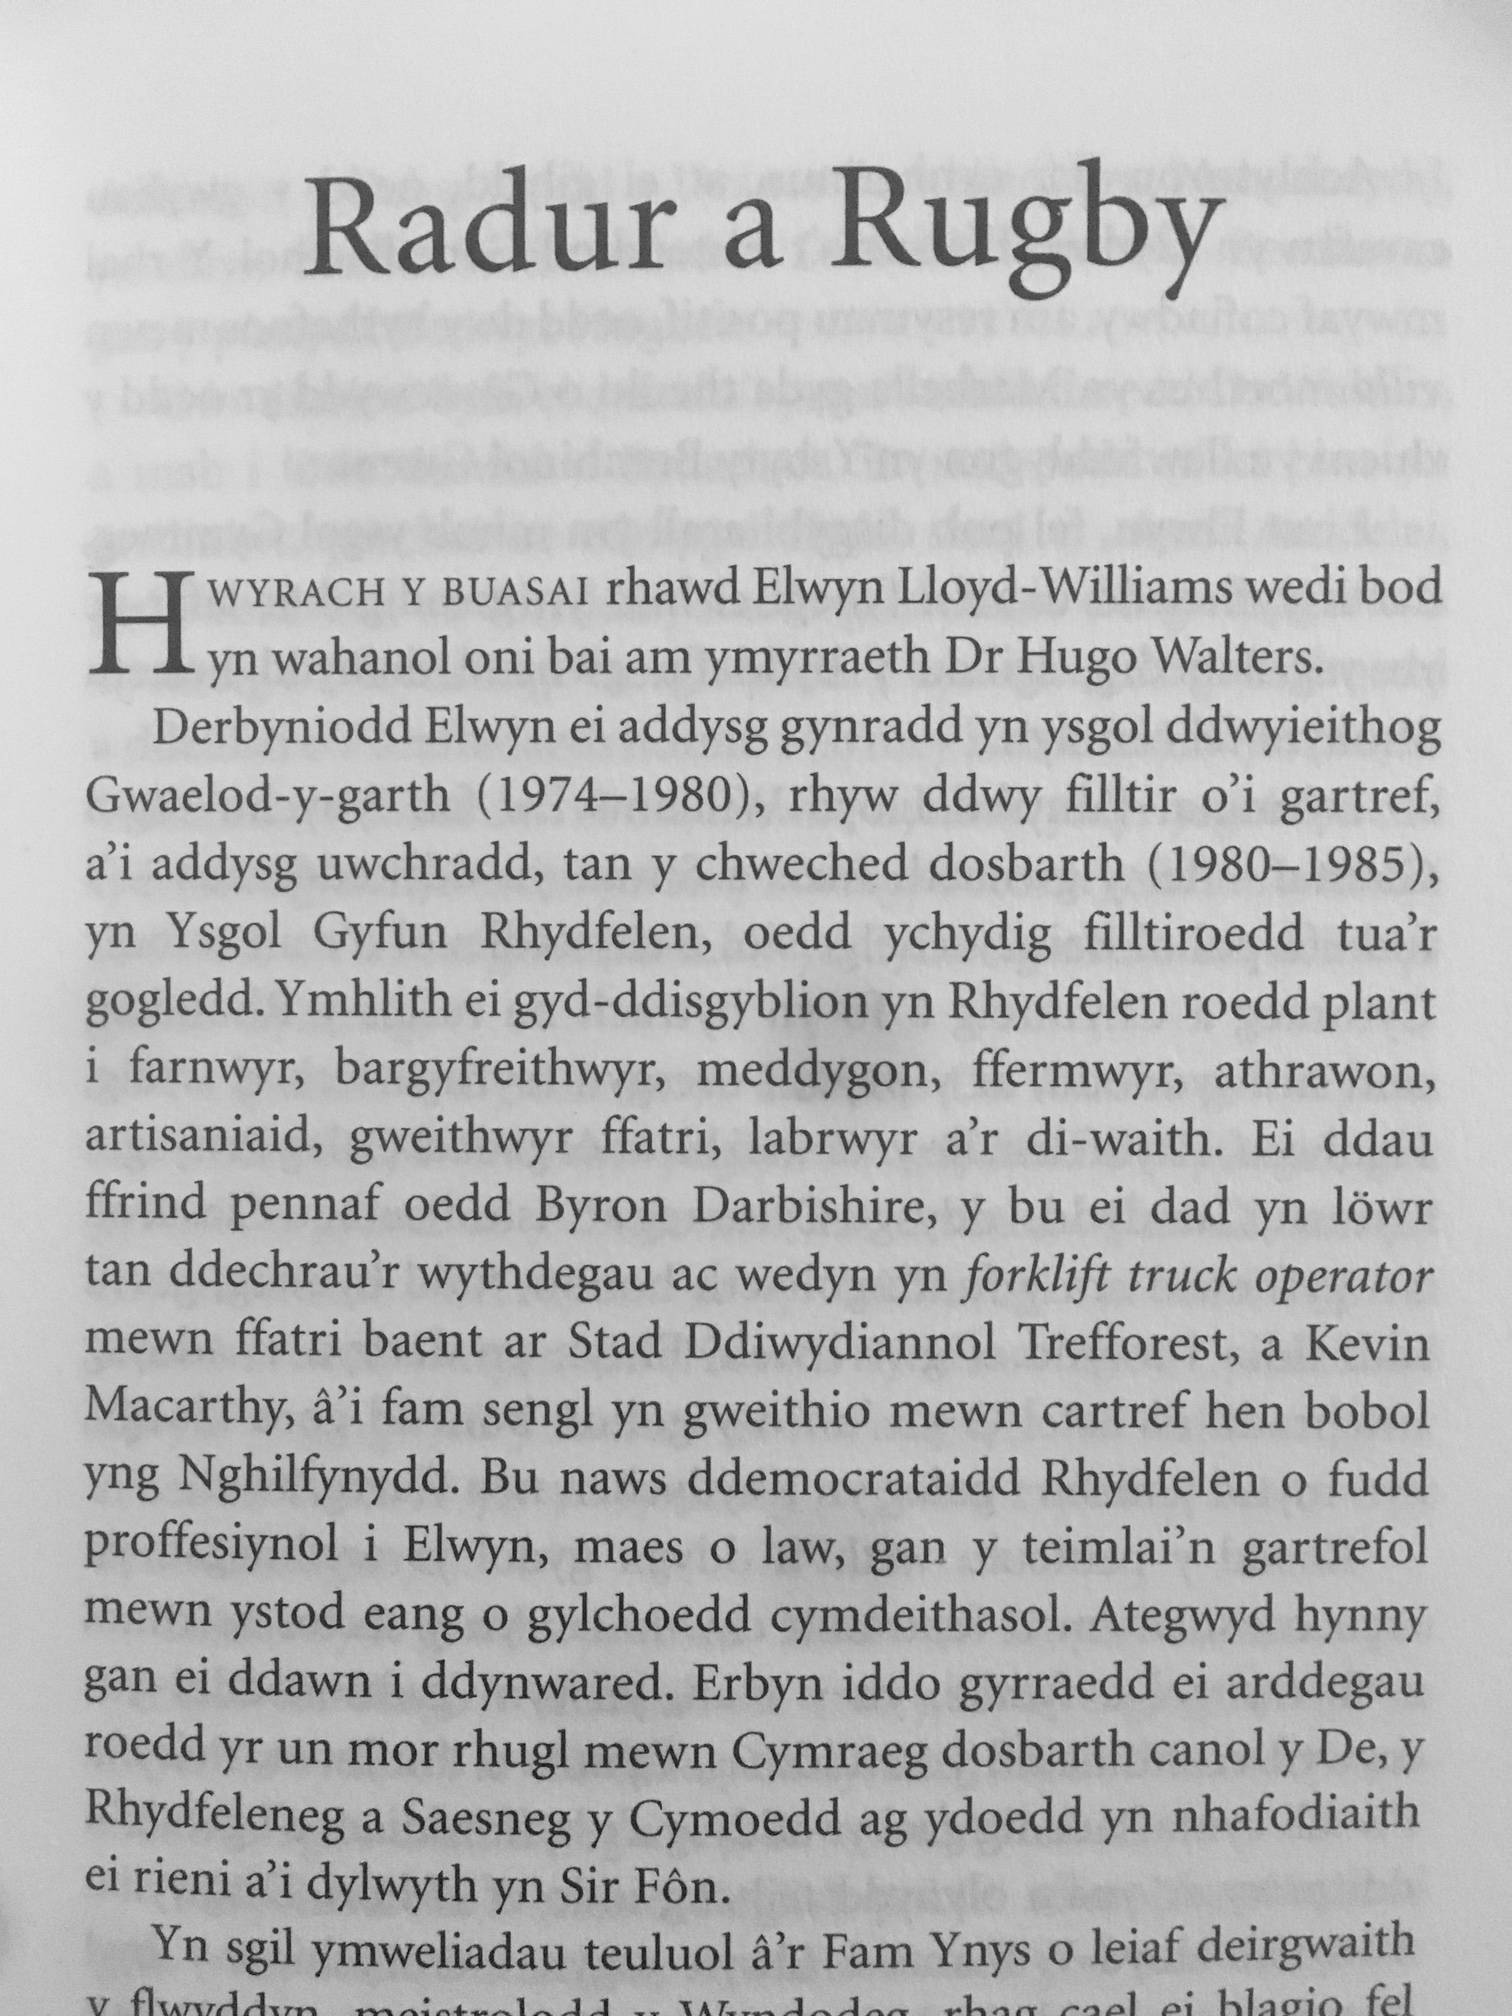 Radur a Rugby
HWYRACH Y BUASAI rhawd Elwyn Lloyd-Williams wedi bod
yn wahanol oni bai am ymyrraeth Dr Hugo Walters.
Derbyniodd Elwyn ei addysg gynradd yn ysgol ddwyieithog
Gwaelod-y-garth (1974–1980), rhyw ddwy filltir o'i gartref,
a'i addysg uwchradd, tan y chweched dosbarth (1980–1985),
yn Ysgol Gyfun Rhydfelen, oedd ychydig filltiroedd tua'r
gogledd. Ymhlith ei gyd-ddisgyblion yn Rhydfelen roedd plant
i farnwyr, bargyfreithwyr, meddygon, ffermwyr, athrawon,
artisaniaid, gweithwyr ffatri, labrwyr a'r di-waith. Ei ddau
ffrind pennaf oedd Byron Darbishire, y bu ei dad yn löwr
tan ddechrau'r wythdegau ac wedyn yn forklift truck operator
mewn ffatri baent ar Stad Ddiwydiannol Trefforest, a Kevin
Macarthy, â'i fam sengl yn gweithio mewn cartref hen bobol
yng Nghilfynydd. Bu naws ddemocrataidd Rhydfelen o fudd
proffesiynol i Elwyn, maes o law, gan y teimlai'n gartrefol
mewn ystod eang o gylchoedd cymdeithasol. Ategwyd hynny
gan ei ddawn i ddynwared. Erbyn iddo gyrraedd ei arddegau
roedd yr un mor rhugl mewn Cymraeg dosbarth canol y De, y
Rhydfeleneg a Saesneg y Cymoedd ag ydoedd yn nhafodiaith
ei rieni a'i dylwyth yn Sir Fôn.
Yn sgil ymweliadau teuluol â'r Fam Ynys o leiaf deirgwaith
y flwyddyn, meistrolodd y Wyndodeg, rhag cael ei blagio fel